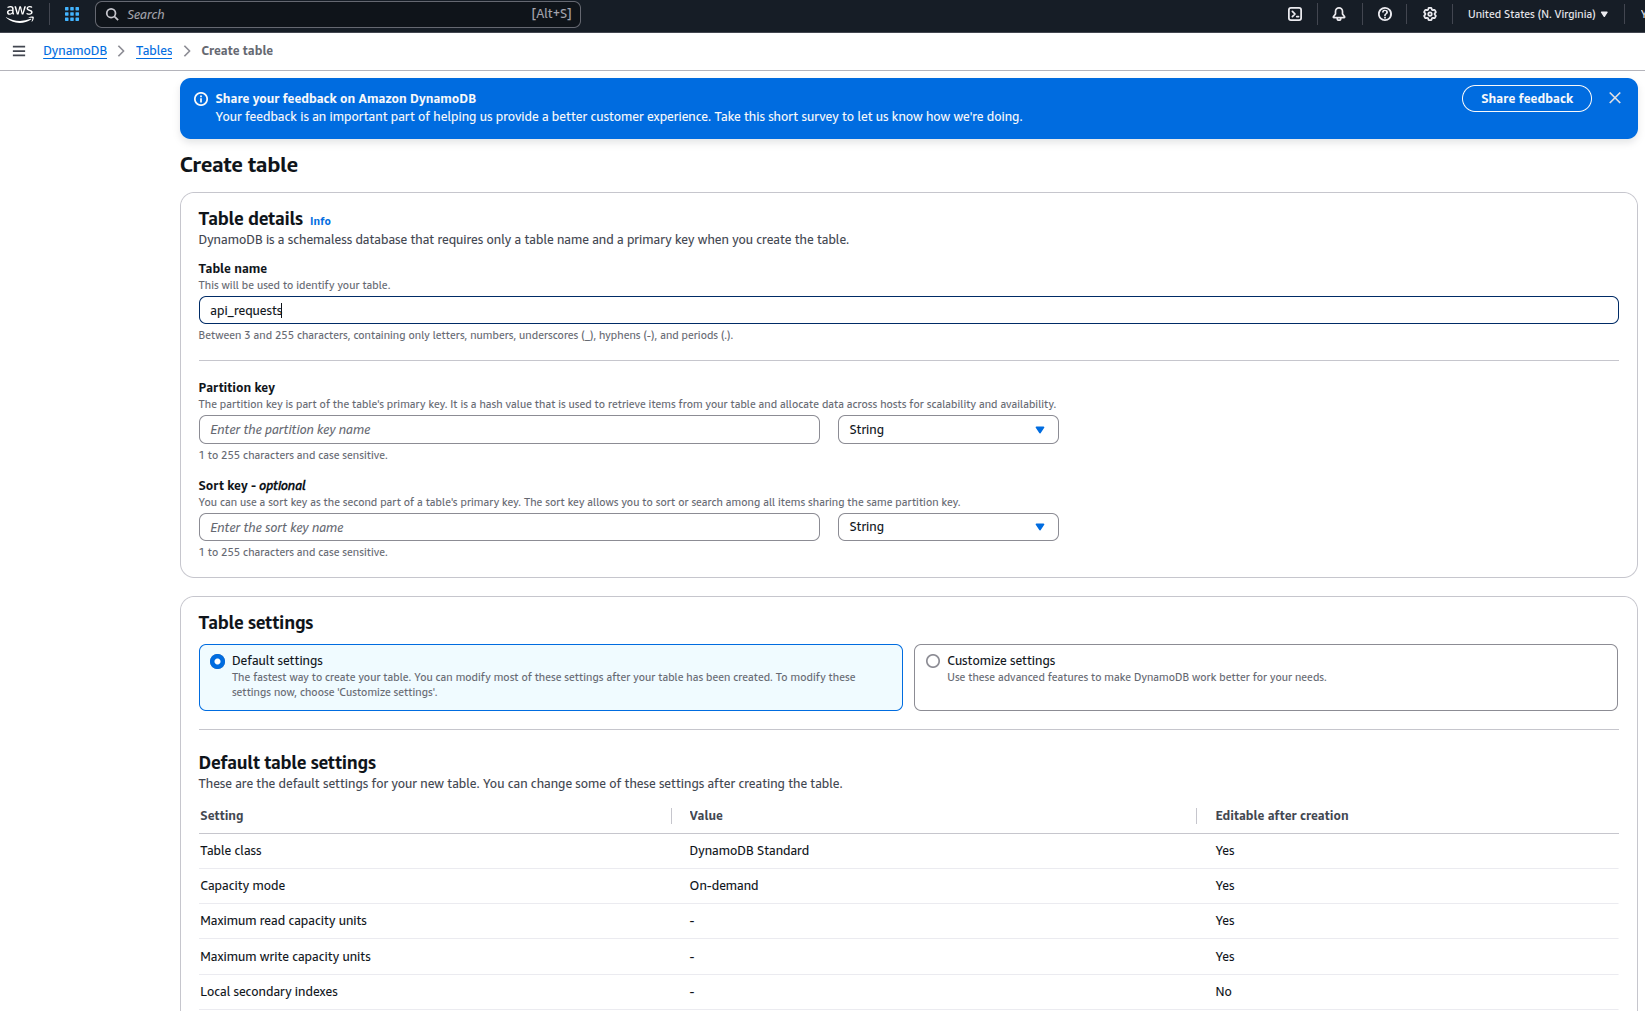 aws
Search
[Alt+S]
United States (N. Virginia)
DynamoDB
Tables
Create table
Share your feedback on Amazon DynamoDB
Your feedback is an important part of helping us provide a better customer experience. Take this short survey to let us know how we're doing.
Share feedback
Create table
Table details Info
DynamoDB is a schemaless database that requires only a table name and a primary key when you create the table.
Table name
This will be used to identify your table.
api_requests
Between 3 and 255 characters, containing only letters, numbers, underscores (_), hyphens (-), and periods (.).
Partition key
The partition key is part of the table's primary key. It is a hash value that is used to retrieve items from your table and allocate data across hosts for scalability and availability.
Enter the partition key name
String
1 to 255 characters and case sensitive.
Sort key - optional
You can use a sort key as the second part of a table's primary key. The sort key allows you to sort or search among all items sharing the same partition key.
Enter the sort key name
String
1 to 255 characters and case sensitive.
Table settings
Default settings
The fastest way to create your table. You can modify most of these settings after your table has been created. To modify these
settings now, choose 'Customize settings'.
Customize settings
Use these advanced features to make DynamoDB work better for your needs.
Default table settings
These are the default settings for your new table. You can change some of these settings after creating the table.
Setting Value Editable after creation
Table class DynamoDB Standard Yes
Capacity mode On-demand Yes
Maximum read capacity units - Yes
Maximum write capacity units - Yes
Local secondary indexes - No